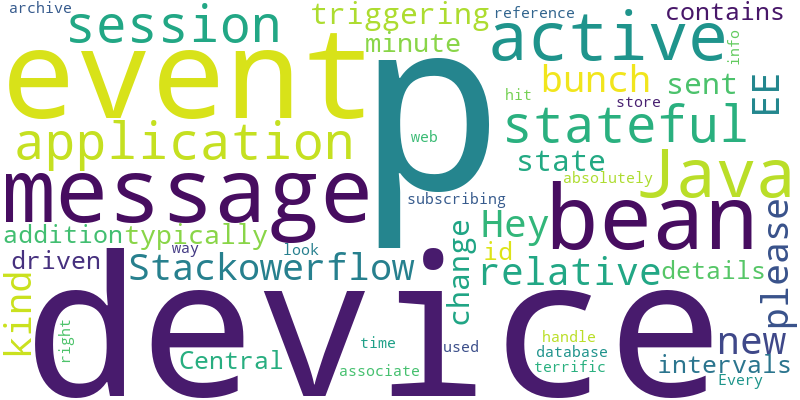 archive
session
triggering
reference
contains
event
p
active
info
minute
bunch
sent
EE
hit
store
application
web
stateful
state
Java
absolutely
message
subscribing
bean
please
addition
typically
Hey
change
id
driven
way
look
Stackowerflow
relative
details
kind
device
new
right
Central
time
used
handle
database
intervals
associate
terrific
Every